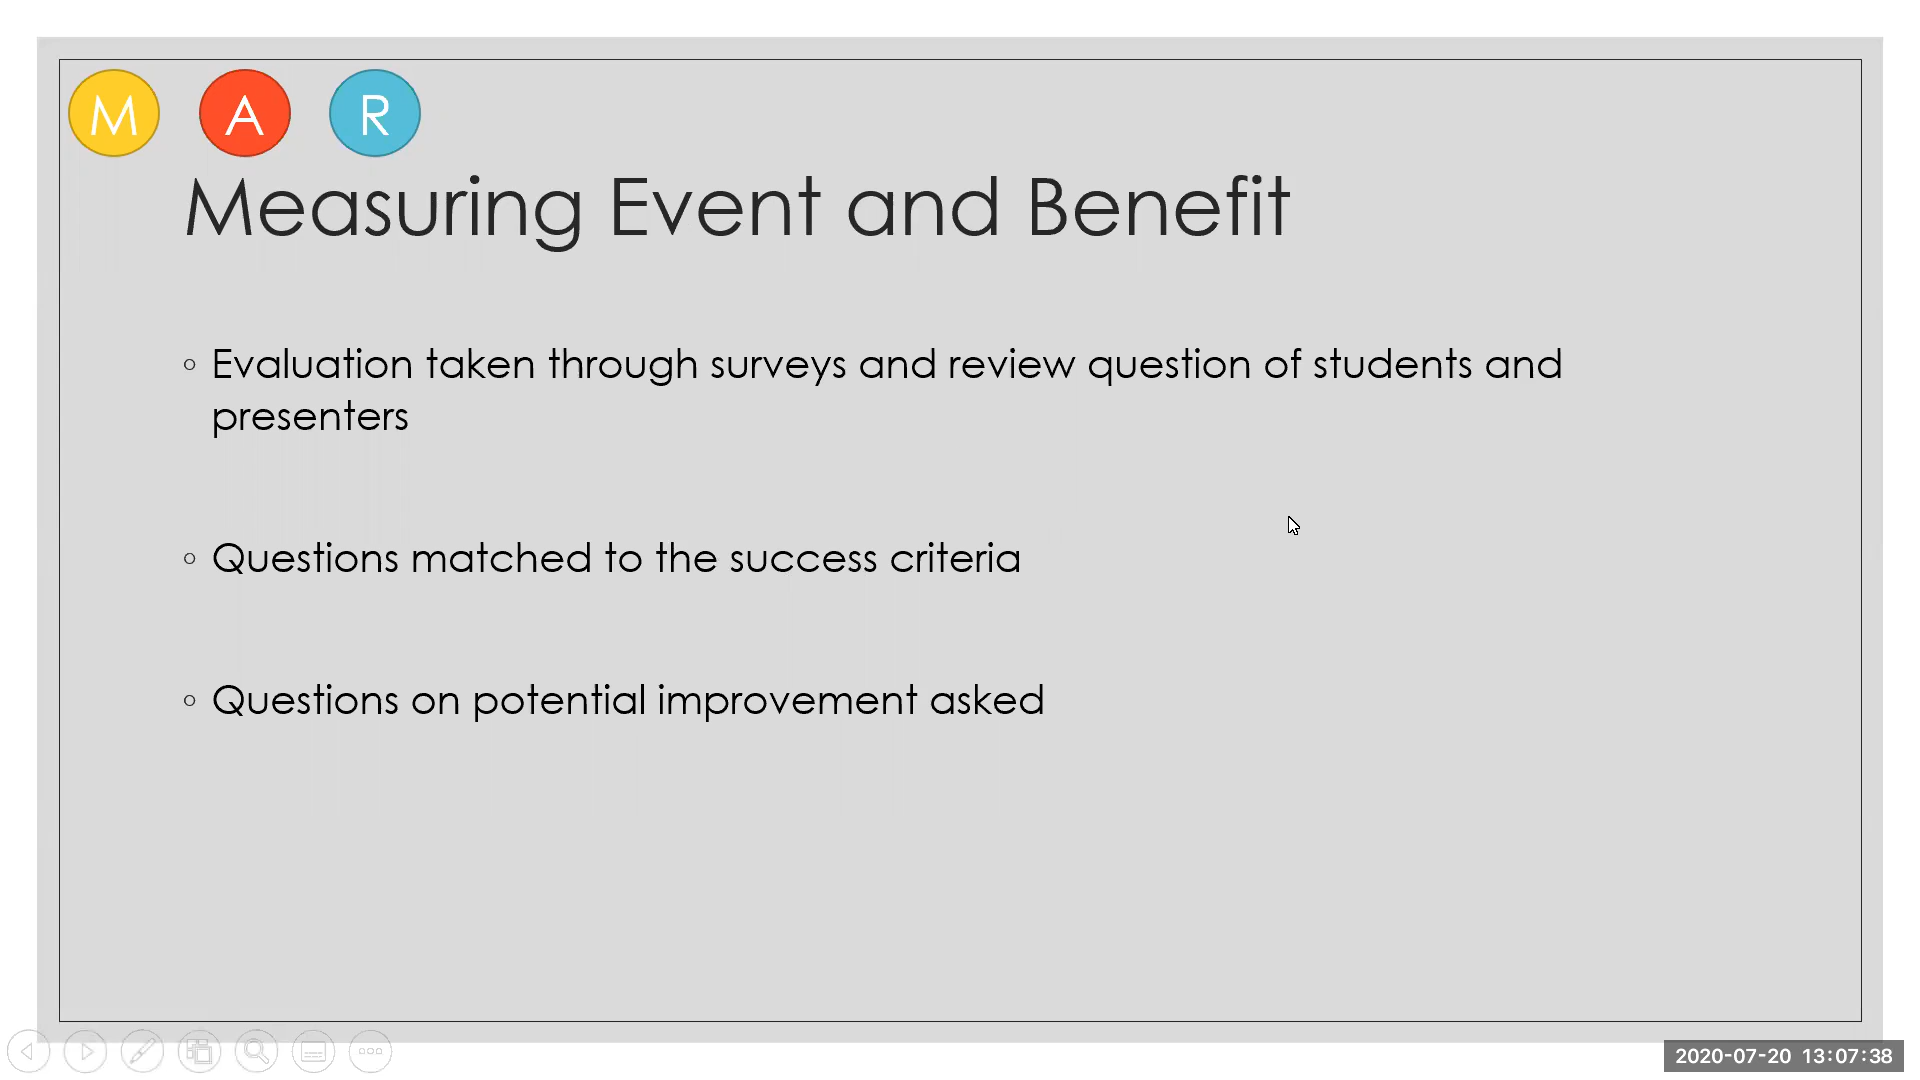 M A R
Measuring Event and Benefit
Evaluation taken through surveys and review question of students and
presenters
Questions matched to the success criteria
Questions on potential improvement asked
2020-07-20 13:07:38